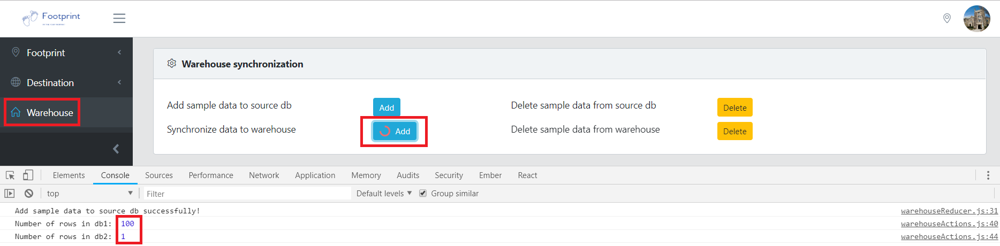 Footprint
Footprint
Destination
Warehouse
Warehouse synchronization
Add sample data to source db Add Delete sample data from source db Delete
Synchronize data to warehouse Add Delete sample data from warehouse Delete
Elements Console Sources Performance Network Application Memory Audits Security Ember React
top Filter Default levels Group similar
Add sample data to source db successfully! warehouseReducer.js:31
Number of rows in db1: 100 warehouseActions.js:40
Number of rows in db2: 1 warehouseActions.js:44